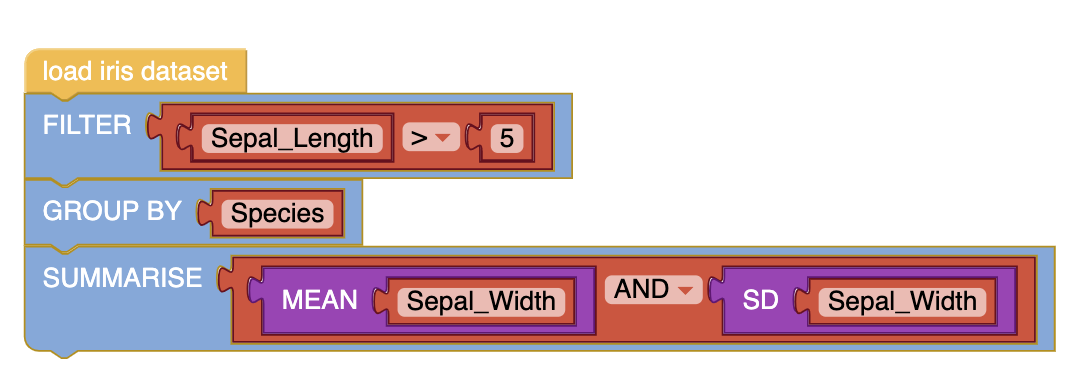 load iris dataset
FILTER Sepal_Length > 5
GROUP BY Species
SUMMARISE MEAN Sepal_Width AND SD Sepal_Width